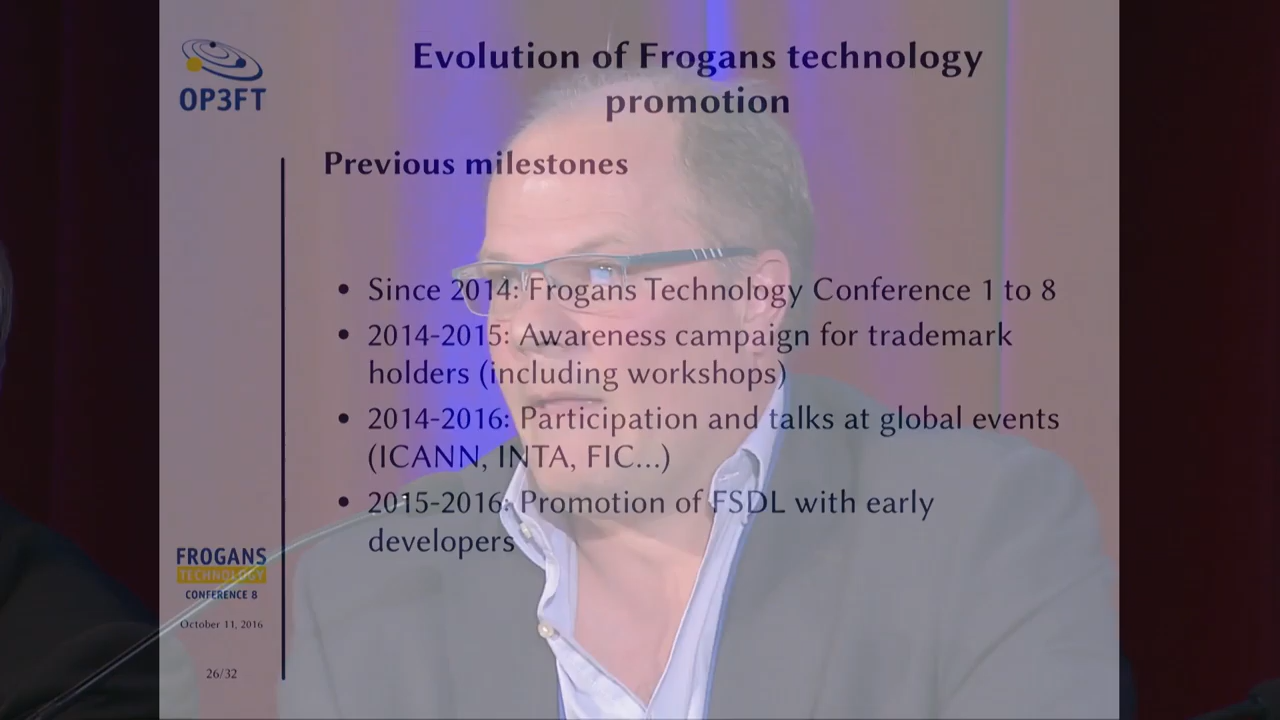 OP3FT
Evolution of Frogans technology
promotion
Previous milestones
• Since 2014: Frogans Technology Conference 1 to 8
• 2014-2015: Awareness campaign for trademark
holders (including workshops)
• 2014-2016: Participation and talks at global events
(ICANN, INTA, FIC...)
• 2015-2016: Promotion of FSDL with early
developers
FROGANS
TECHNOLOGY
CONFERENCE 8
October 11, 2016
26/32